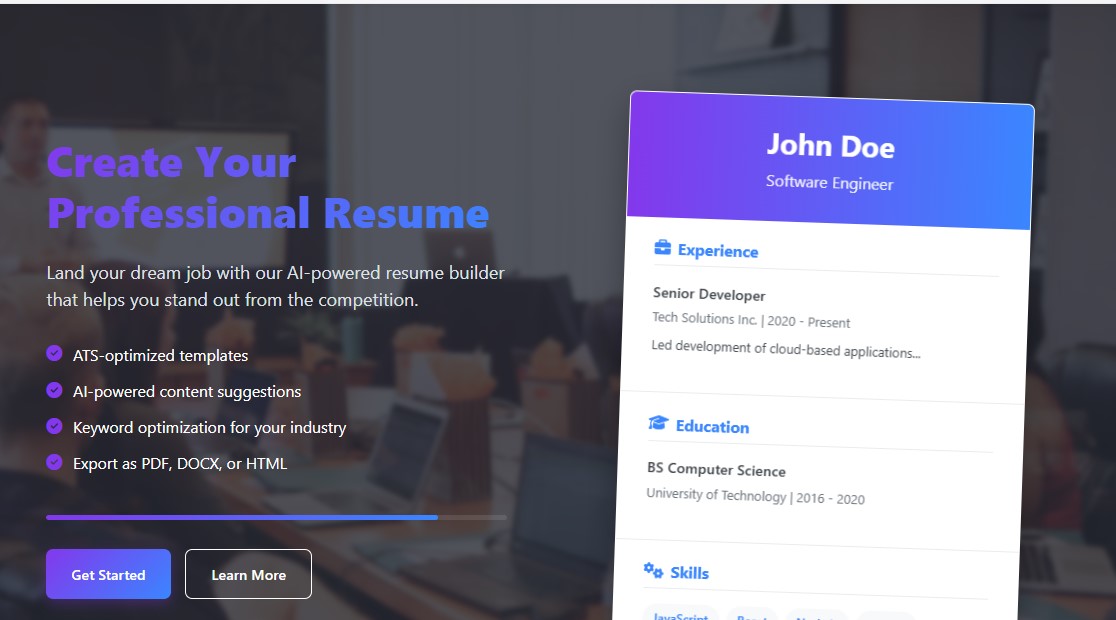 Create Your
Professional Resume
Land your dream job with our AI-powered resume builder
that helps you stand out from the competition.
ATS-optimized templates
AI-powered content suggestions
Keyword optimization for your industry
Export as PDF, DOCX, or HTML
Get Started
Learn More
John Doe
Software Engineer
Experience
Senior Developer
Tech Solutions Inc. | 2020 - Present
Led development of cloud-based applications...
Education
BS Computer Science
University of Technology | 2016 - 2020
Skills
JavaScript